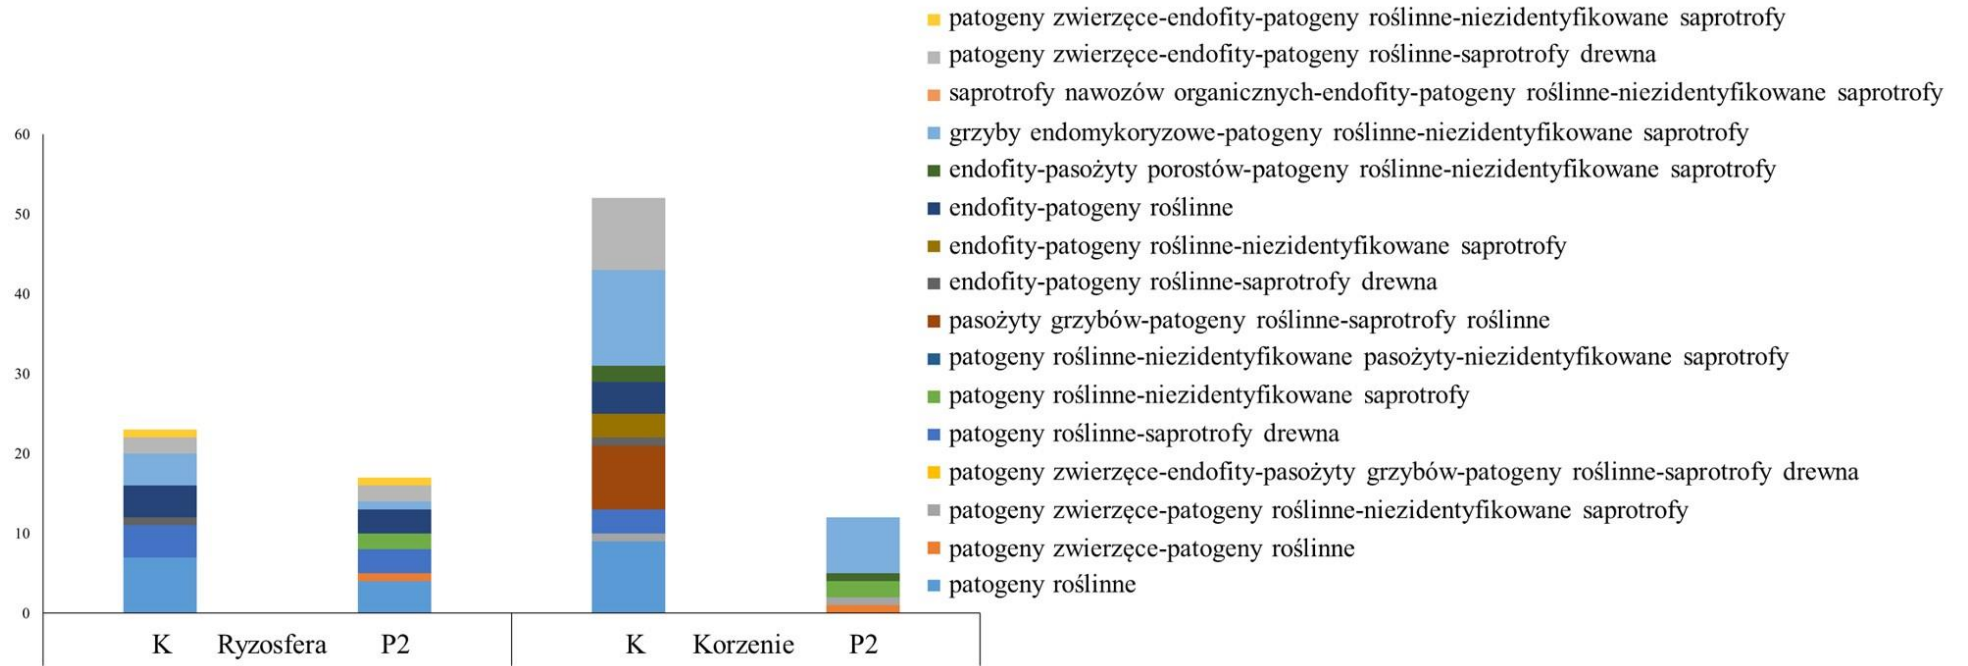 patogeny zwierzęce-endofity-patogeny roślinne-niezidentyfikowane saprotrofy
patogeny zwierzęce-endofity-patogeny roślinne-saprotrofy drewna
saprotrofy nawozów organicznych-endofity-patogeny roślinne-niezidentyfikowane saprotrofy
grzyby endomykoryzowe-patogeny roślinne-niezidentyfikowane saprotrofy
endofity-pasożyty porostów-patogeny roślinne-niezidentyfikowane saprotrofy
endofity-patogeny roślinne
endofity-patogeny roślinne-niezidentyfikowane saprotrofy
endofity-patogeny roślinne-saprotrofy drewna
pasożyty grzybów-patogeny roślinne-saprotrofy roślinne
patogeny roślinne-niezidentyfikowane pasożyty-niezidentyfikowane saprotrofy
patogeny roślinne-niezidentyfikowane saprotrofy
patogeny roślinne-saprotrofy drewna
patogeny zwierzęce-endofity-pasożyty grzybów-patogeny roślinne-saprotrofy drewna
patogeny zwierzęce-patogeny roślinne-niezidentyfikowane saprotrofy
patogeny zwierzęce-patogeny roślinne
patogeny roślinne
60
50
40
30
20
10
0
K Ryzosfera P2 K Korzenie P2